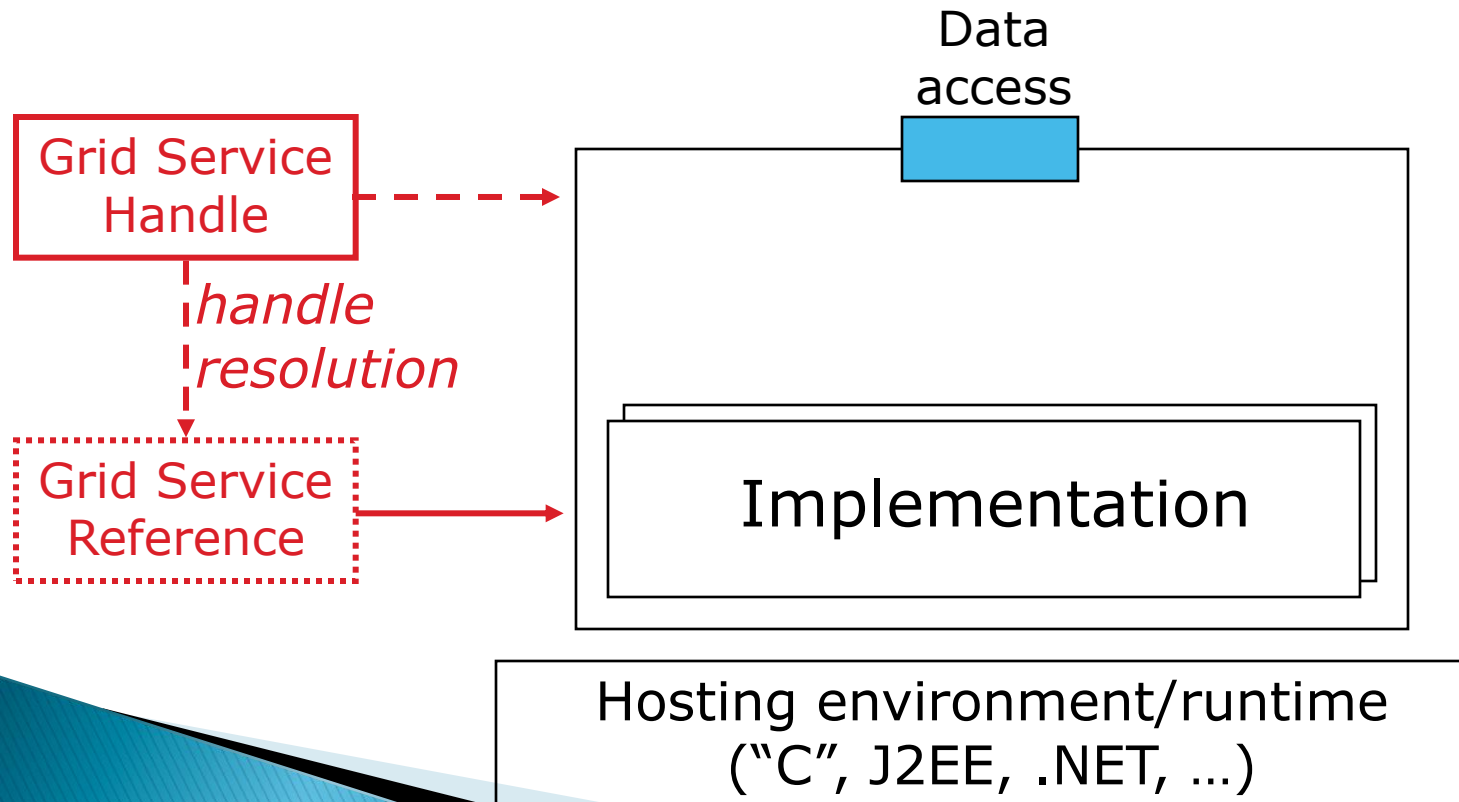 Data
access
Grid Service
Handle
handle
resolution
Grid Service
Reference
Implementation
Hosting environment/runtime
(“C”, J2EE, .NET, …)